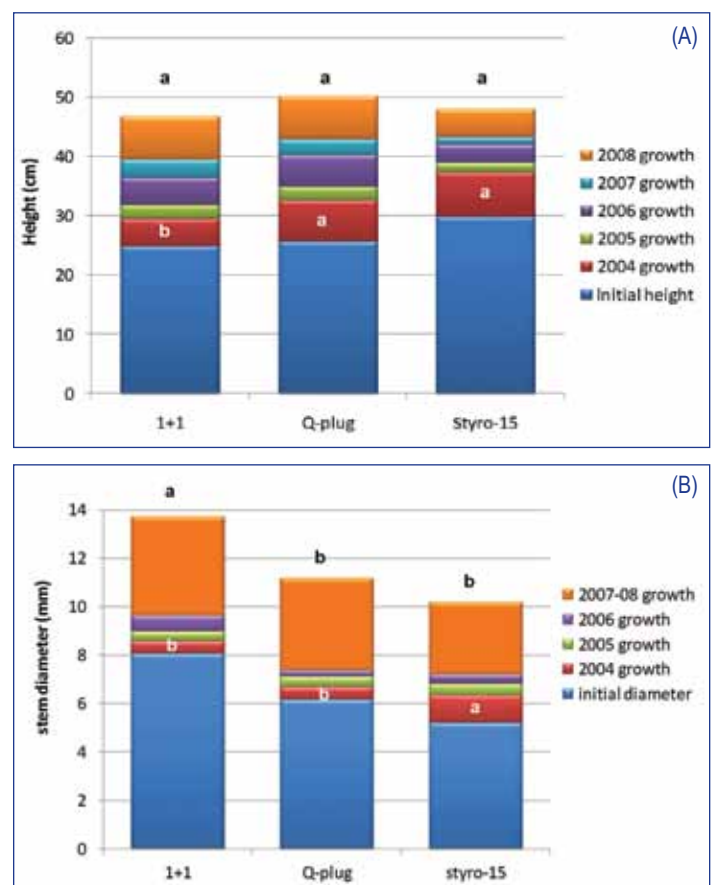 (A)
60
50
40
30
20
10
0
Height (cm)
a
a
a
b
a
a
1+1
Q-plug
Styro-15
2008 growth
2007 growth
2006 growth
2005 growth
2004 growth
Initial height
(B)
14
12
10
8
6
4
2
0
stem diameter (mm)
a
b
b
b
b
a
1+1
Q-plug
styro-15
2007-08 growth
2006 growth
2005 growth
2004 growth
initial diameter